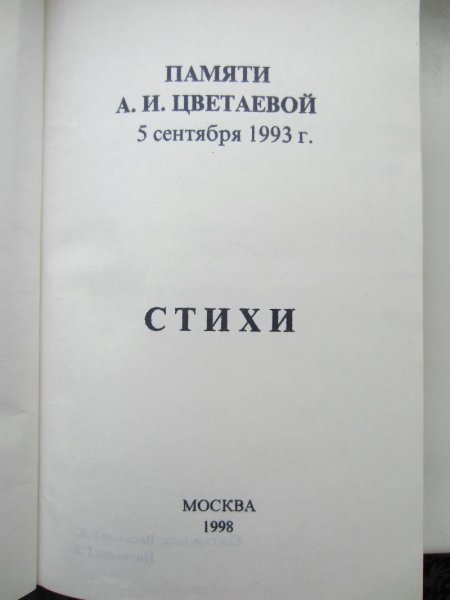 ПАМЯТИ
А. И. ЦВЕТАЕВОЙ
5 сентября 1993 г.
СТИХИ
МОСКВА
1998